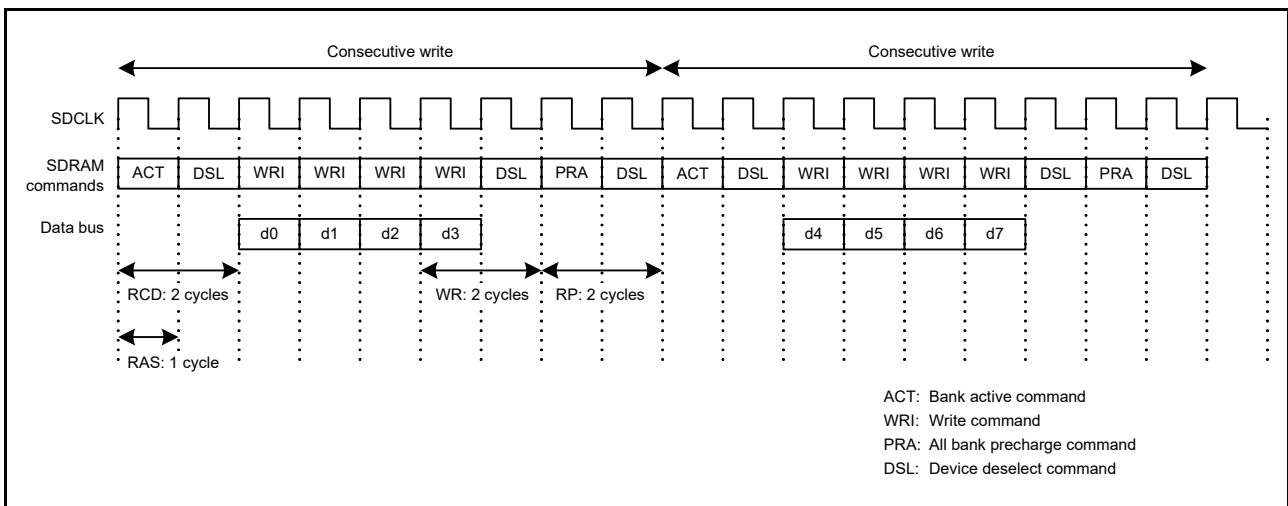 Consecutive write Consecutive write
SDCLK
SDRAM
commands
ACT DSL WRI WRI WRI WRI DSL PRA DSL ACT DSL WRI WRI WRI WRI DSL PRA DSL
Data bus d0 d1 d2 d3 d4 d5 d6 d7
RCD: 2 cycles WR: 2 cycles RP: 2 cycles
RAS: 1 cycle
ACT: Bank active command
WRI: Write command
PRA: All bank precharge command
DSL: Device deselect command